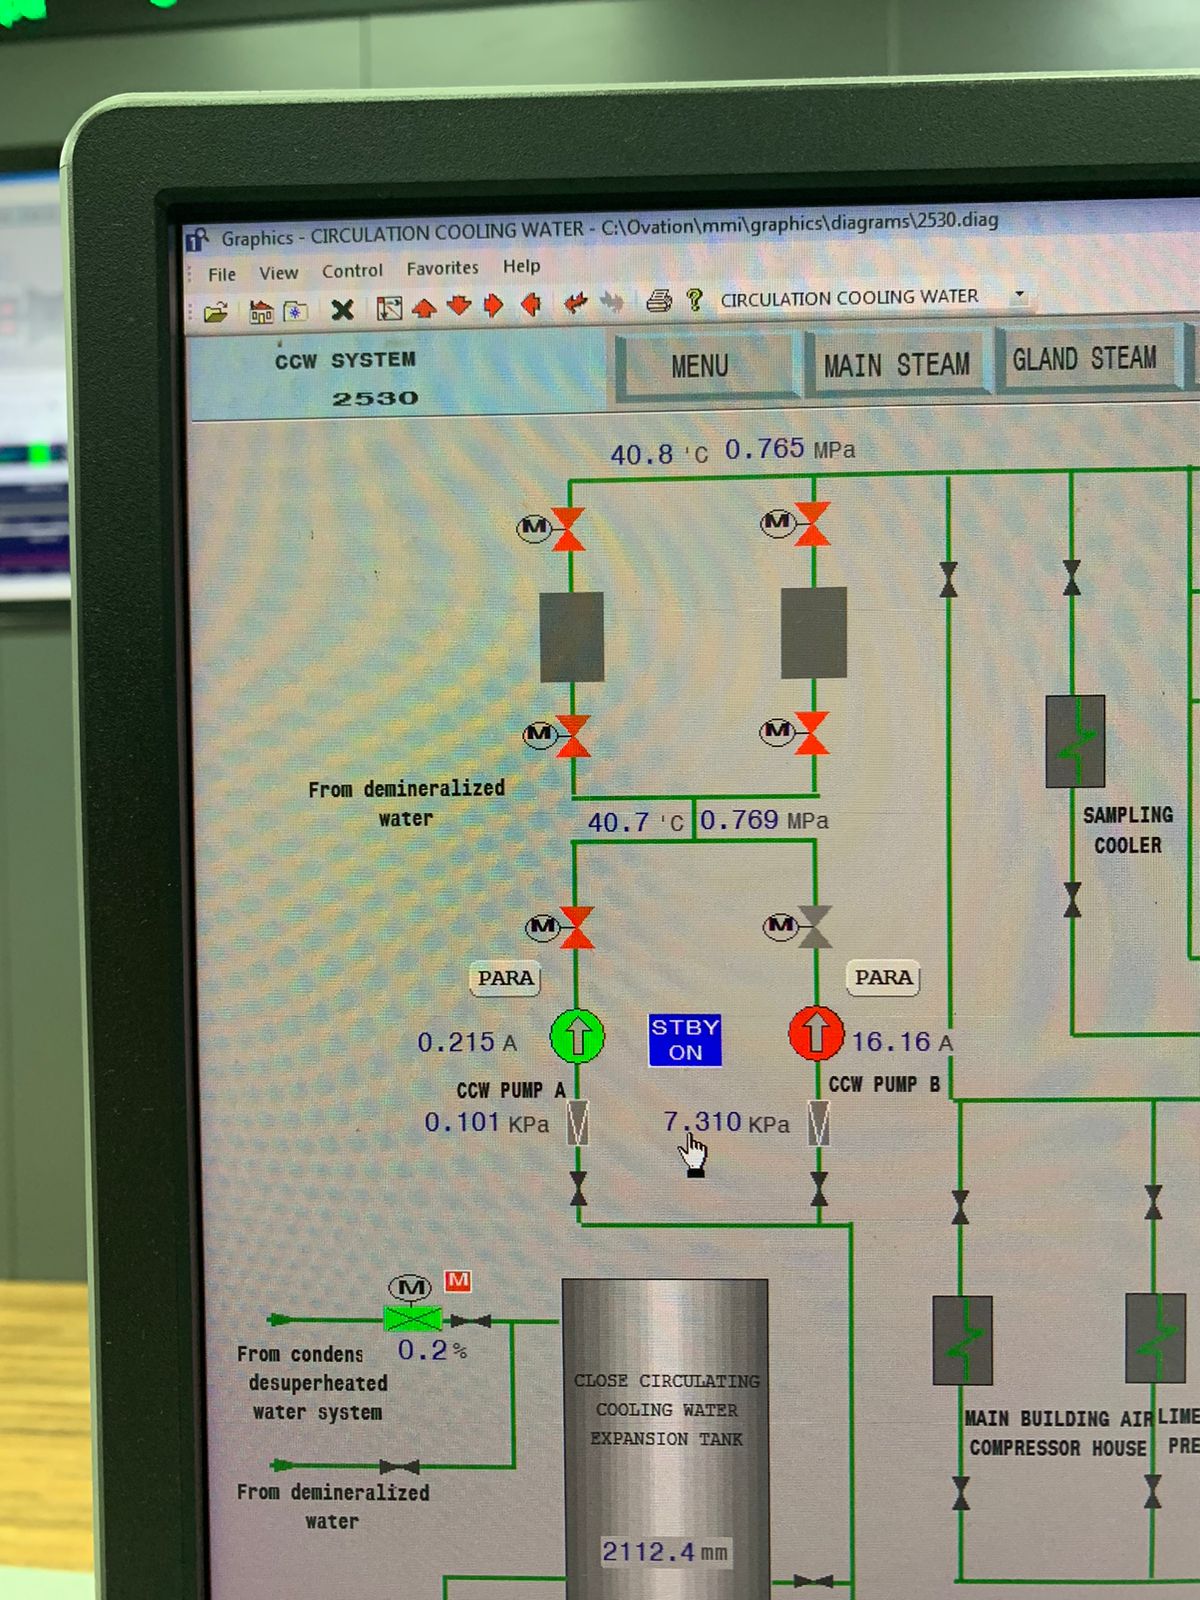 Graphics - CIRCULATION COOLING WATER - C:\Ovation\mmi\graphics\diagrams\2530.diag
File View Control Favorites Help
CIRCULATION COOLING WATER
CCW SYSTEM
2530
MENU
MAIN STEAM
GLAND STEAM
40.8 'C 0.765 MPa
M
M
M
M
From demineralized
water
40.7 'C 0.769 MPa
SAMPLING
COOLER
M
M
PARA
PARA
0.215 A
STBY
ON
16.16 A
CCW PUMP A
CCW PUMP B
0.101 KPa
7.310 KPa
M
M
0.2 %
From condens
desuperheated
water system
CLOSE CIRCULATING
COOLING WATER
EXPANSION TANK
MAIN BUILDING AIR
COMPRESSOR HOUSE
LIME
PRE
From demineralized
water
2112.4 mm